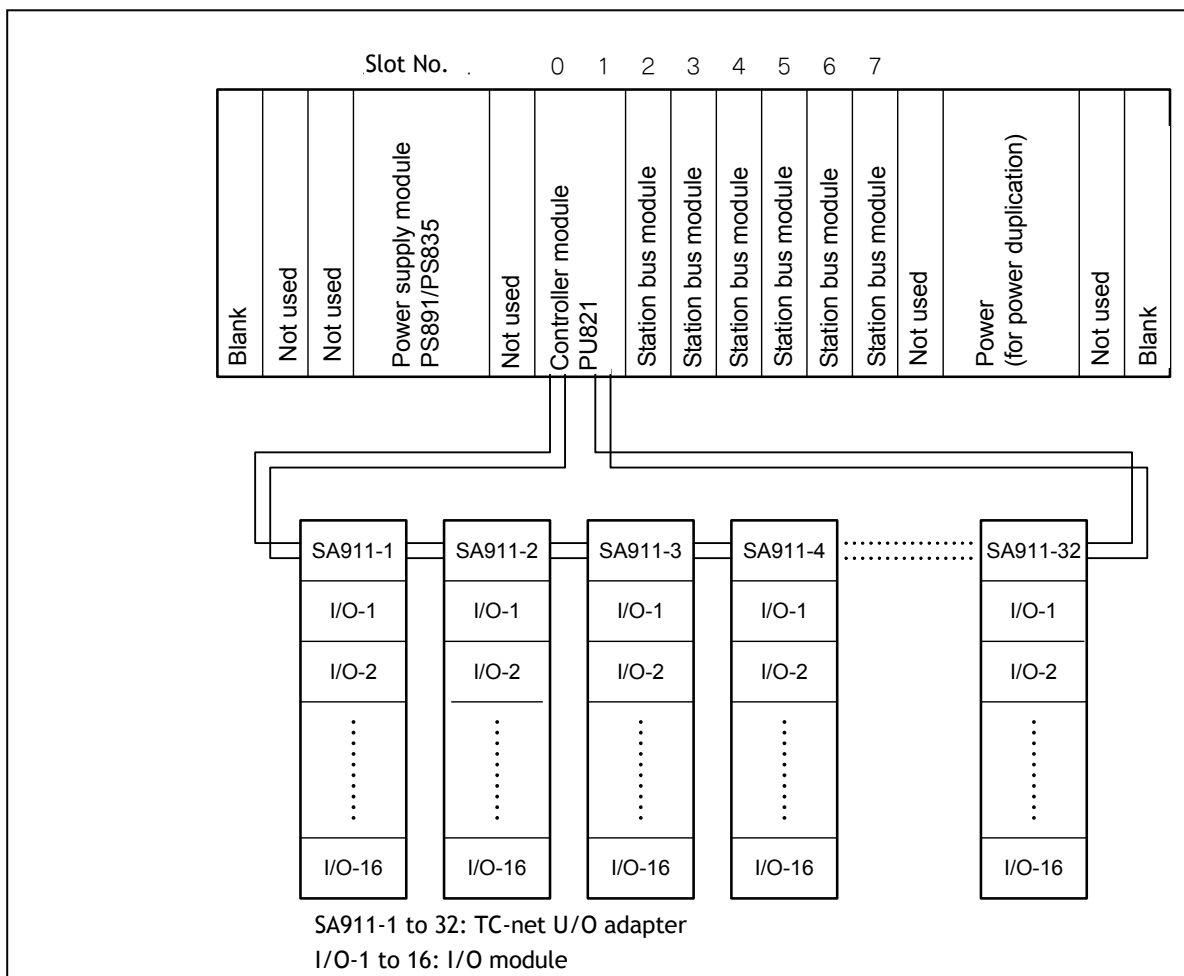 Slot No. . 0 1 2 3 4 5 6 7
Blank
Not used
Not used
Power supply module
PS891/PS835
Not used
Controller module
PU821
Station bus module
Station bus module
Station bus module
Station bus module
Station bus module
Station bus module
Not used
Power
(for power duplication)
Not used
Blank
SA911-1 SA911-2 SA911-3 SA911-4 SA911-32
I/O-1 I/O-1 I/O-1 I/O-1 I/O-1
I/O-2 I/O-2 I/O-2 I/O-2 I/O-2
I/O-16 I/O-16 I/O-16 I/O-16 I/O-16
SA911-1 to 32: TC-net U/O adapter
I/O-1 to 16: I/O module